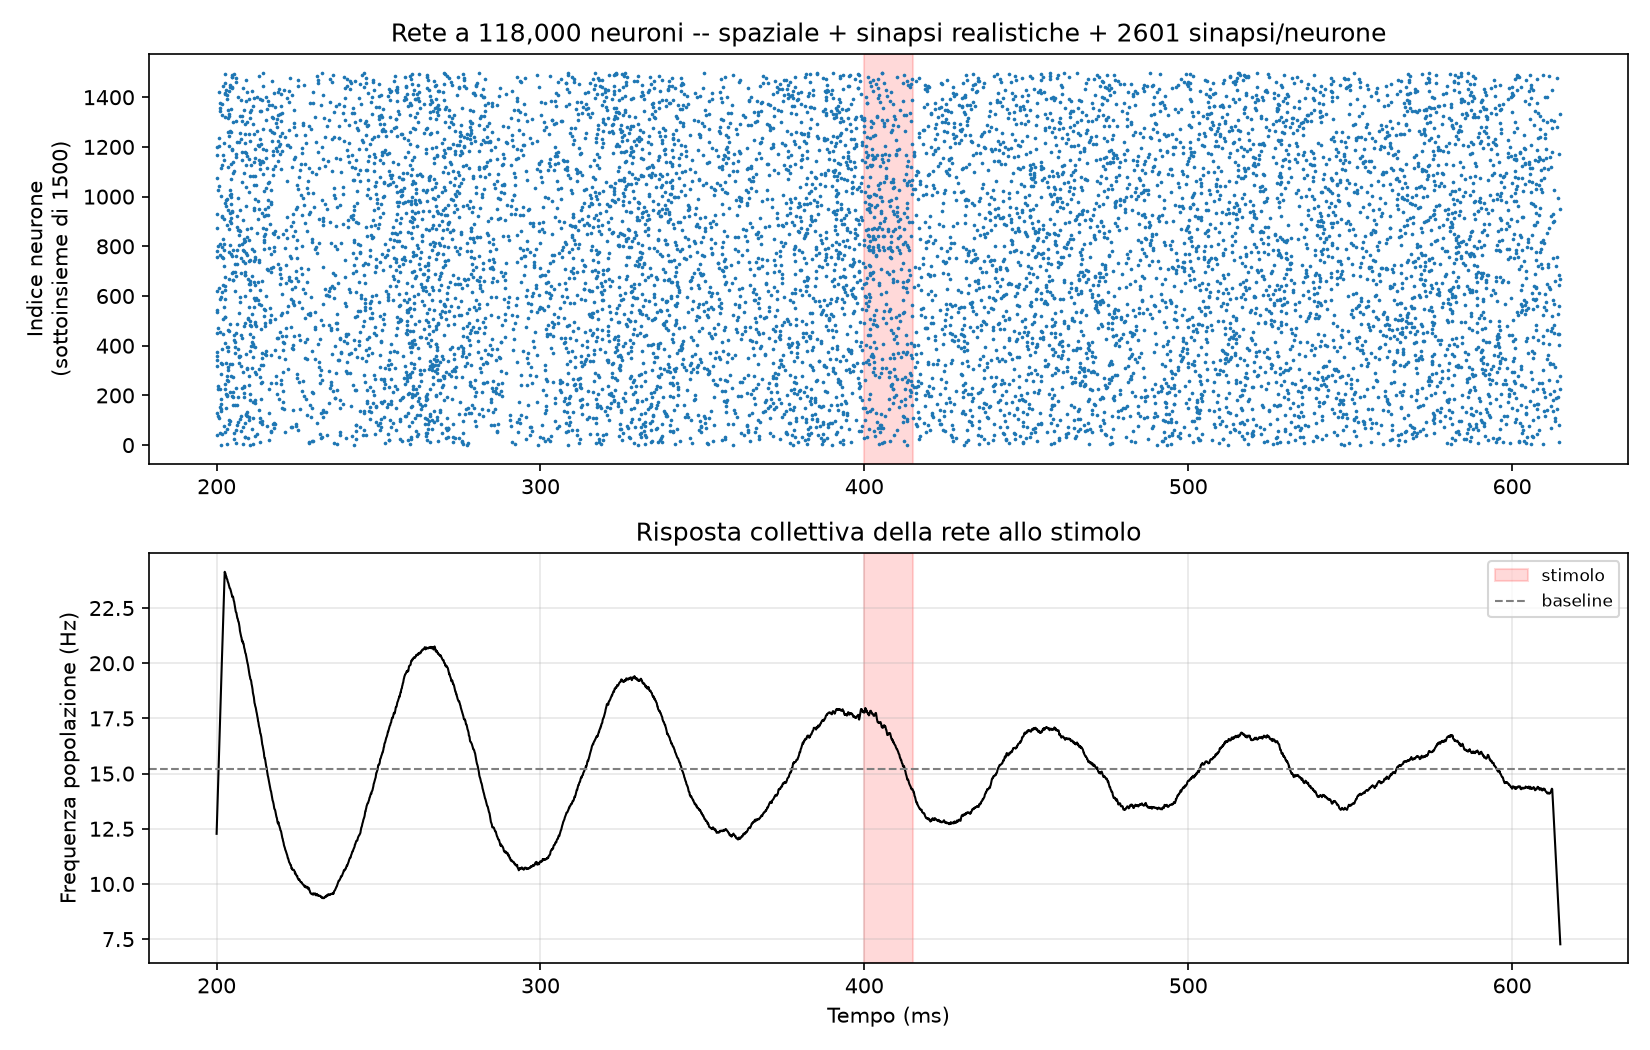 Rete a 118,000 neuroni -- spaziale + sinapsi realistiche + 2601 sinapsi/neurone
Indice neurone
(sottoinsieme di 1500)
1400
1200
1000
800
600
400
200
0
200 300 400 500 600
Risposta collettiva della rete allo stimolo
Frequenza popolazione (Hz)
22.5
20.0
17.5
15.0
12.5
10.0
7.5
stimolo
baseline
200 300 400 500 600
Tempo (ms)